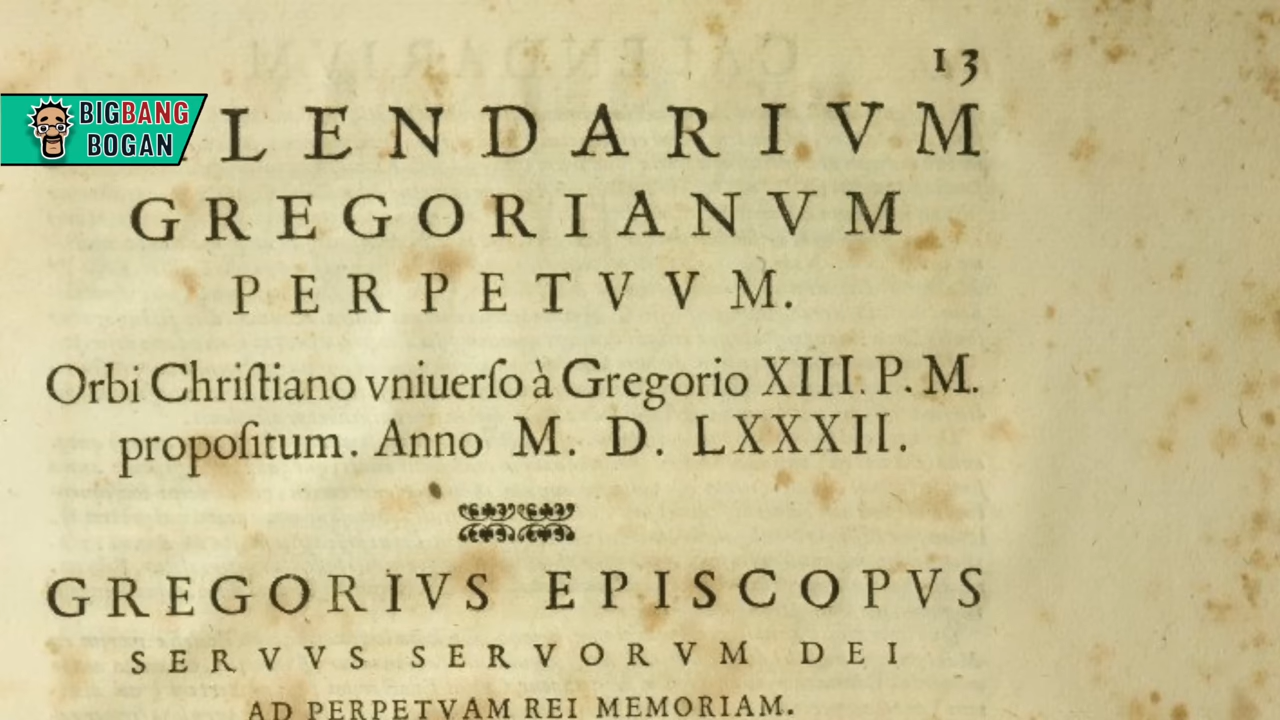 13
BIGBANG
BOGAN
LENDARIVM
GREGORIANVM
PERPETVVM.
Orbi Chriſtiano vniuerſo à Gregorio XIII. P. M.
propoſitum. Anno M. D. LXXXII.
GREGORIVS EPISCOPVS
SERVVS SERVORVM DEI
AD PERPETVAM REI MEMORIAM.